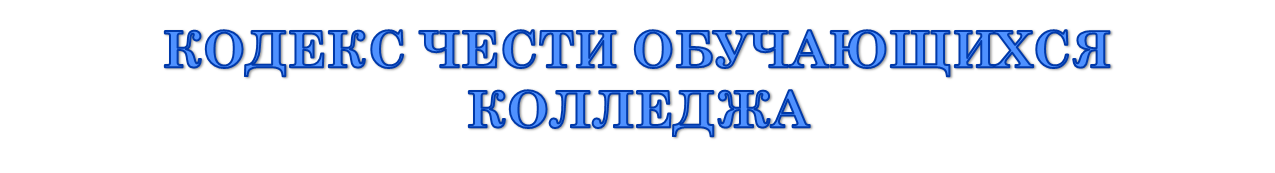 КОДЕКС ЧЕСТИ ОБУЧАЮЩИХСЯ
КОЛЛЕДЖА